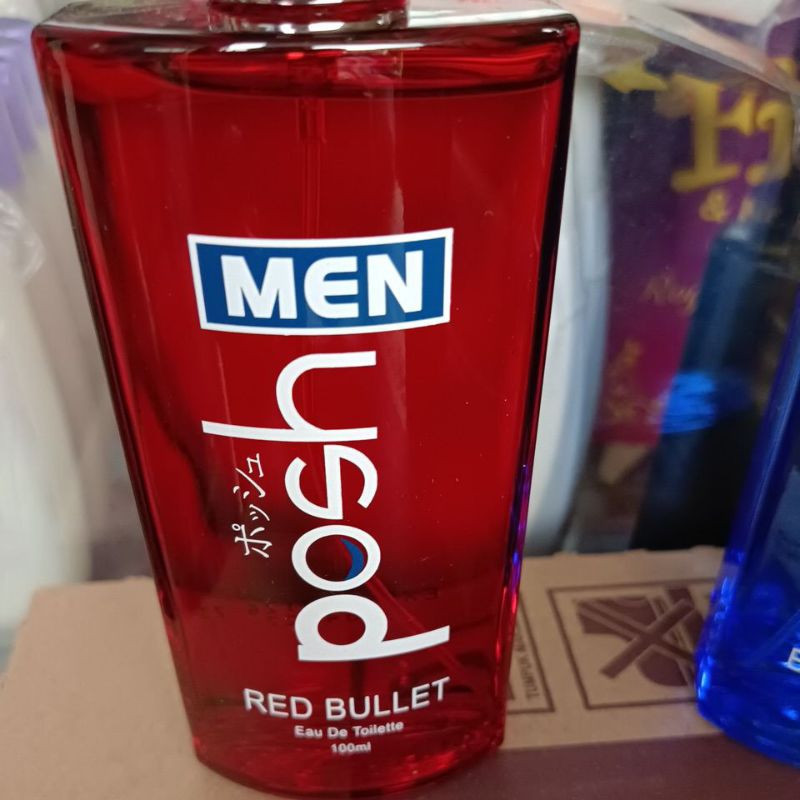 MEN
posh
ポッシュ
RED BULLET
Eau De Toilette
100ml